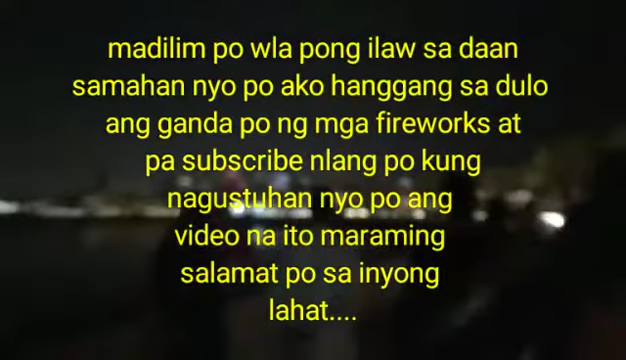 madilim po wla pong ilaw sa daan
samahan nyo po ako hanggang sa dulo
ang ganda po ng mga fireworks at
pa subscribe nlang po kung
nagustuhan nyo po ang
video na ito maraming
salamat po sa inyong
lahat....